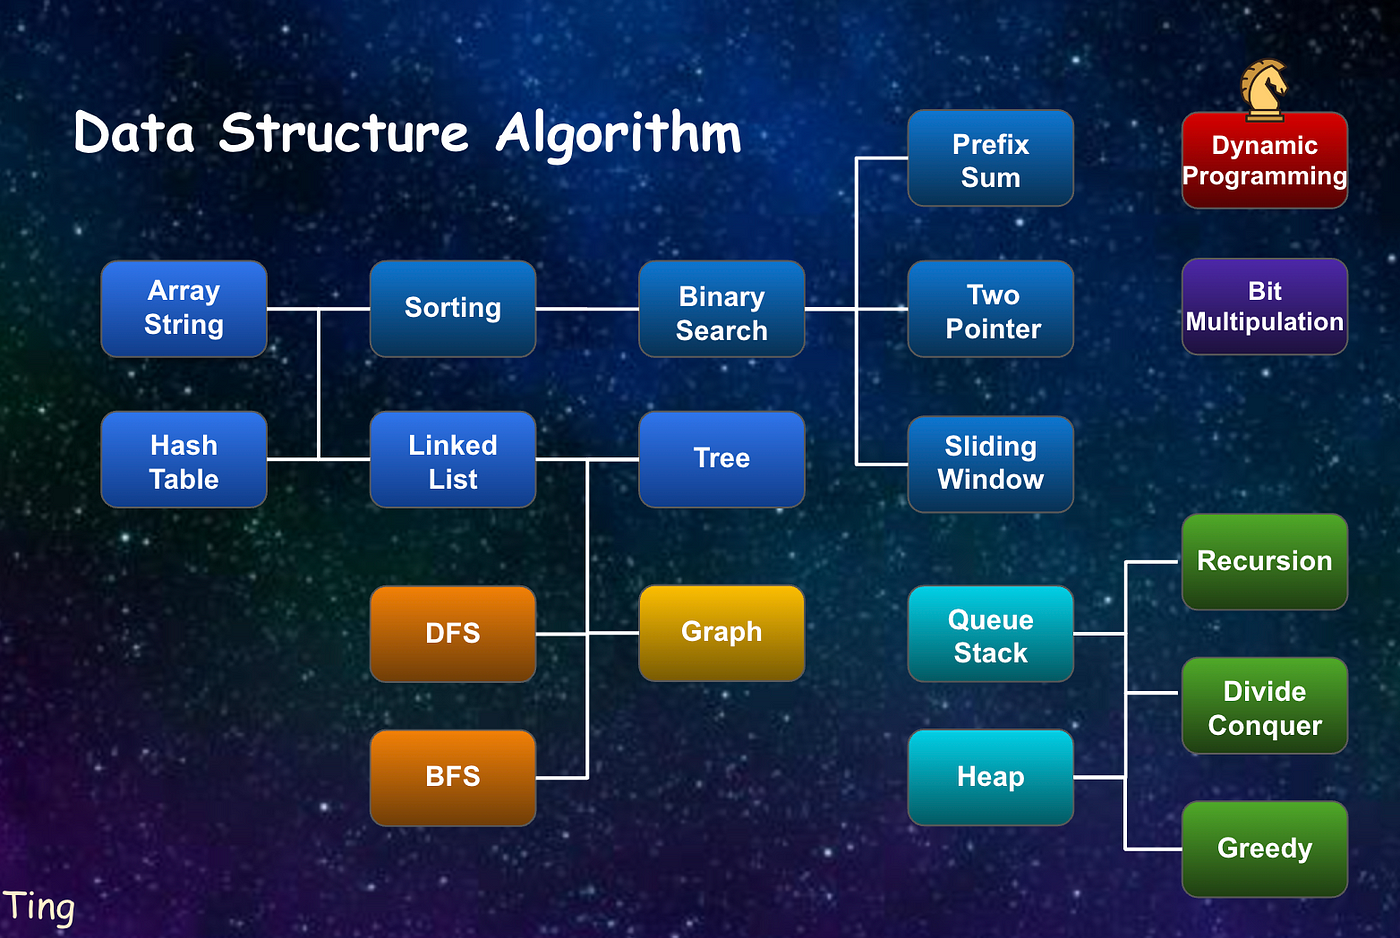 Data Structure Algorithm
Prefix
Sum
Dynamic
Programming
Array
String
Sorting
Binary
Search
Two
Pointer
Bit
Multipulation
Hash
Table
Linked
List
Tree
Sliding
Window
Recursion
DFS
Graph
Queue
Stack
Divide
Conquer
BFS
Heap
Greedy
Ting